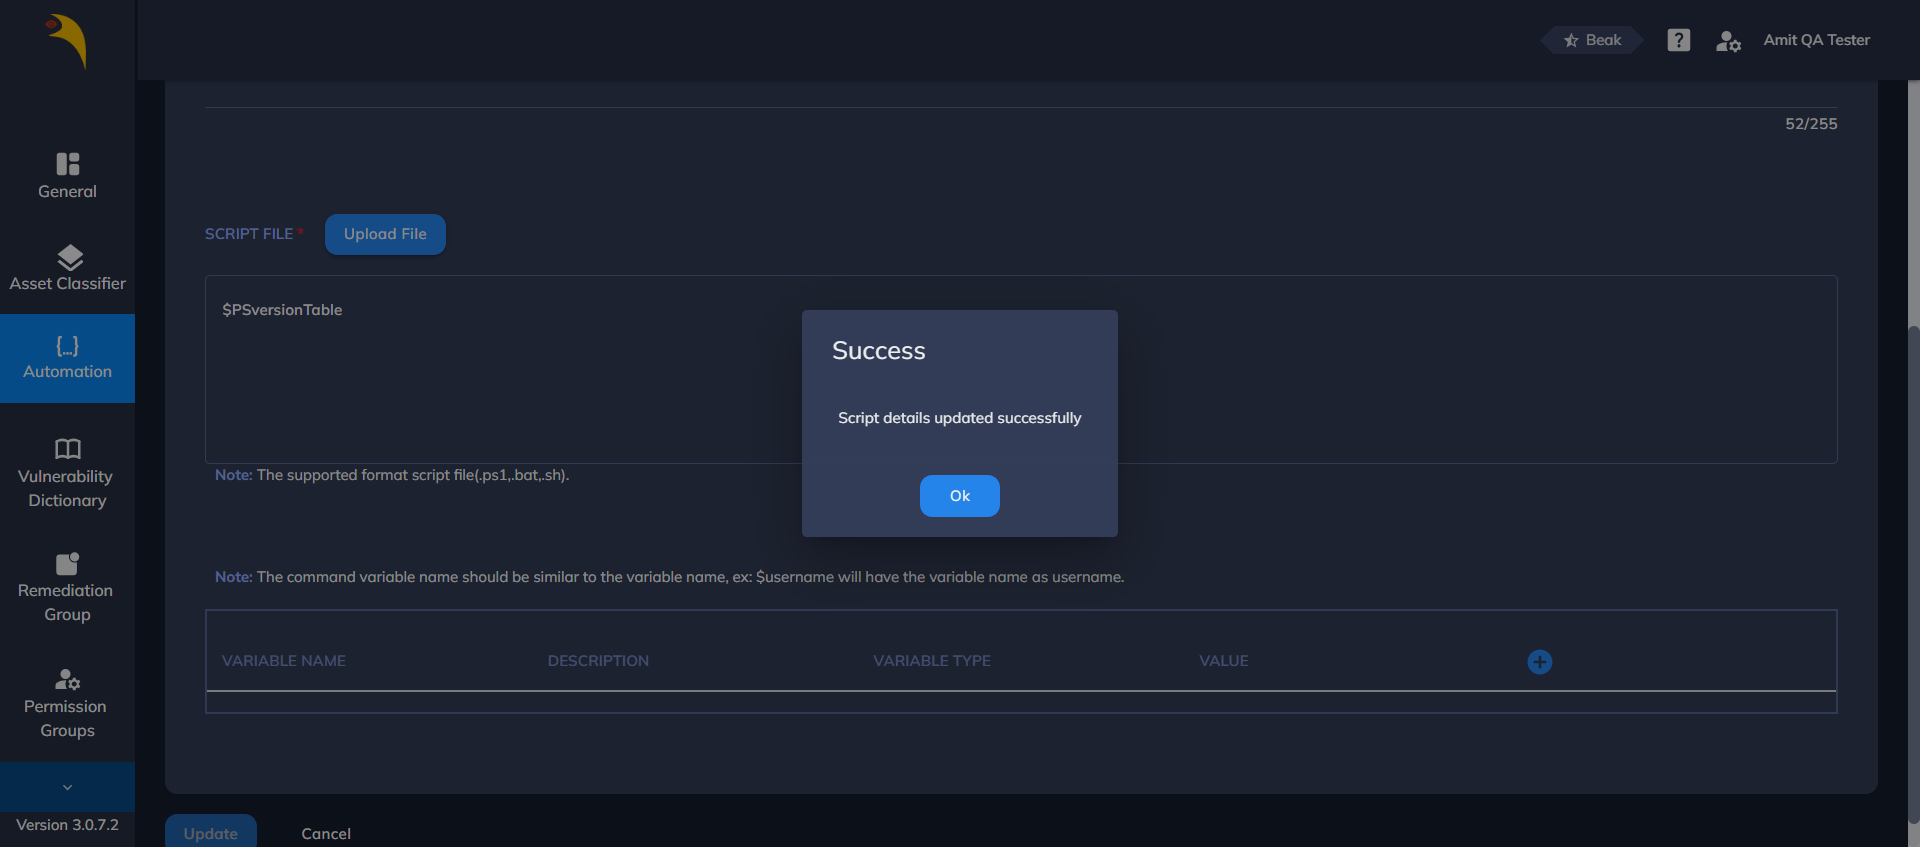 Beak
?
Amit QA Tester
52/255
General
SCRIPT FILE *
Upload File
Asset Classifier
$PSversionTable
{...}
Automation
Success
Script details updated successfully
Vulnerability
Dictionary
Note: The supported format script file(.ps1,.bat,.sh).
Ok
Remediation
Group
Note: The command variable name should be similar to the variable name, ex: $username will have the variable name as username.
VARIABLE NAME
DESCRIPTION
VARIABLE TYPE
VALUE
Permission
Groups
Version 3.0.7.2
Update
Cancel